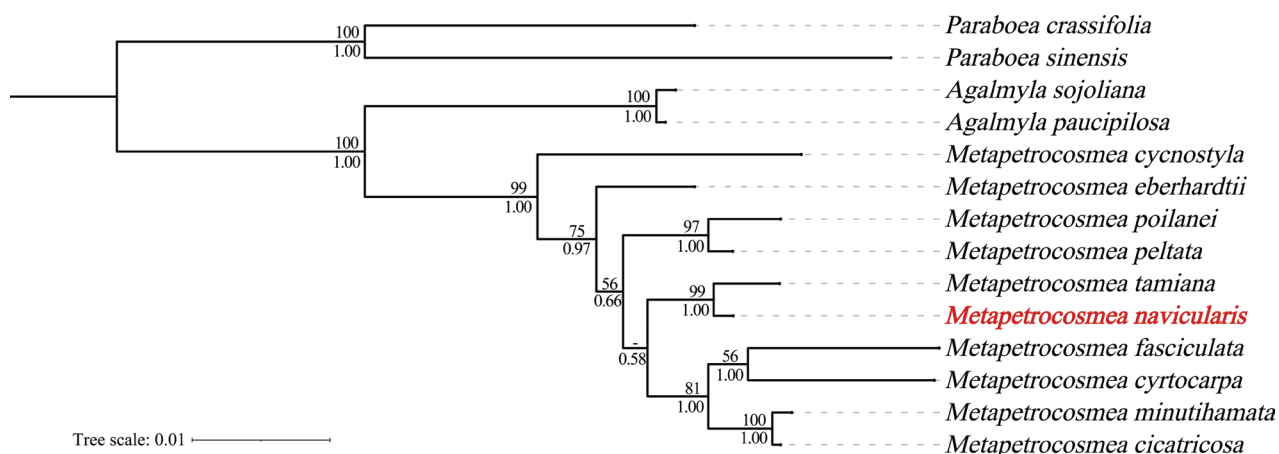 Paraboea crassifolia
100
1.00
Paraboea sinensis
Agalmyla sojoliana
100
1.00
Agalmyla paucipilosa
100
1.00
Metapetrocosmea cycnostyla
99
1.00
Metapetrocosmea eberhardtii
75
0.97
Metapetrocosmea poilanei
97
1.00
Metapetrocosmea peltata
56
0.66
Metapetrocosmea tamiana
99
1.00
Metapetrocosmea navicularis
-
0.58
Metapetrocosmea fasciculata
56
1.00
Metapetrocosmea cyrtocarpa
81
1.00
Metapetrocosmea minutihamata
100
1.00
Metapetrocosmea cicatricosa
Tree scale: 0.01